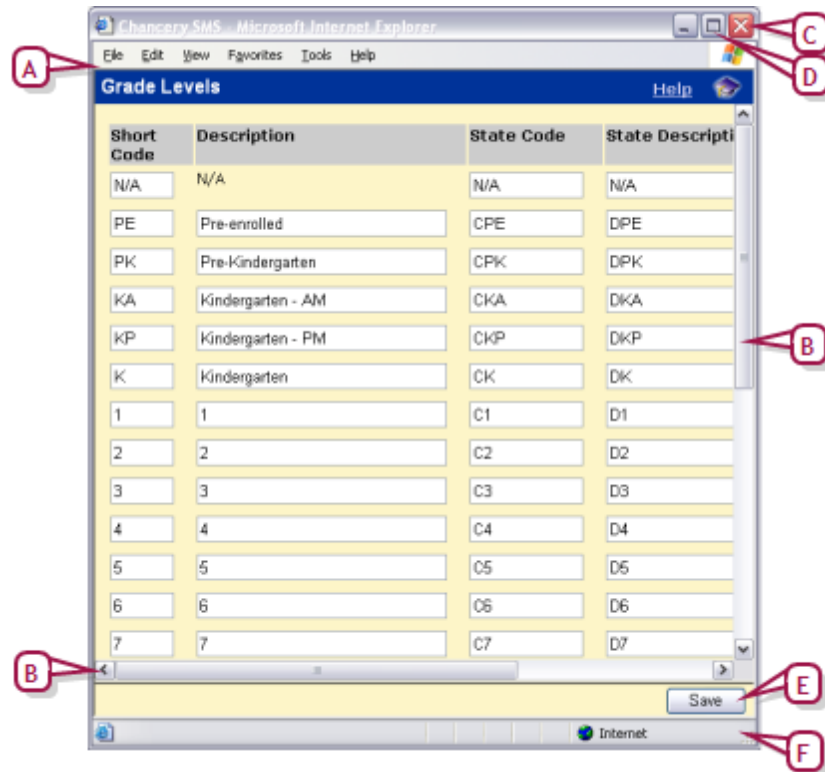 Chancery SMS - Microsoft Internet Explorer
C
File Edit View Favorites Tools Help
A
D
Grade Levels Help
Short Code Description State Code State Descripti
N/A N/A N/A N/A
PE Pre-enrolled CPE DPE
PK Pre-Kindergarten CPK DPK
KA Kindergarten - AM CKA DKA
KP Kindergarten - PM CKP DKP
B
K Kindergarten CK DK
1 1 C1 D1
2 2 C2 D2
3 3 C3 D3
4 4 C4 D4
5 5 C5 D5
6 6 C6 D6
7 7 C7 D7
B
Save
E
Internet
F